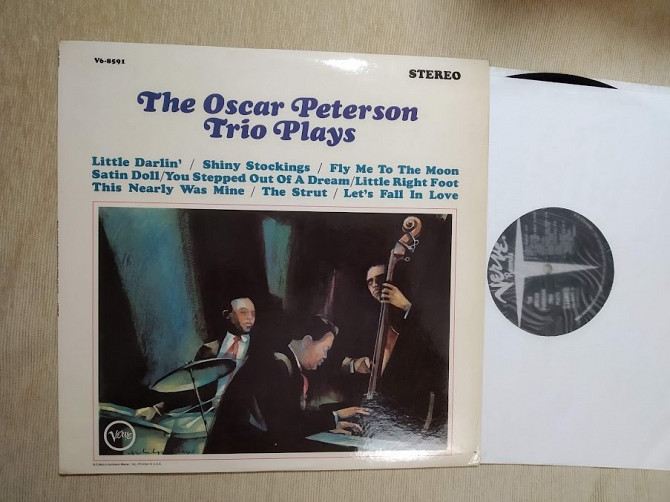 V6-8591
STEREO
The Oscar Peterson
Trio Plays
Little Darlin' / Shiny Stockings / Fly Me To The Moon
Satin Doll/You Stepped Out Of A Dream/Little Right Foot
This Nearly Was Mine / The Strut / Let's Fall In Love
VERVE
VERVE
Records